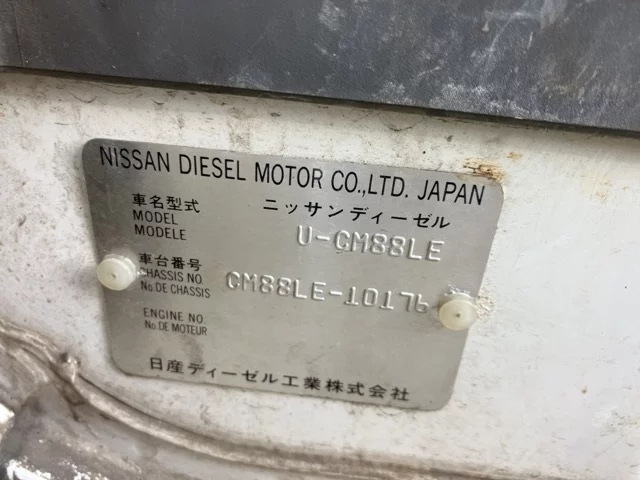 NISSAN DIESEL MOTOR CO.,LTD. JAPAN
車名型式 ニッサンディーゼル
MODEL
MODELE U-CM88LE
車台番号
CHASSIS NO. CM88LE-10176
No.DE CHASSIS
ENGINE NO.
No.DE MOTEUR
日産ディーゼル工業株式会社